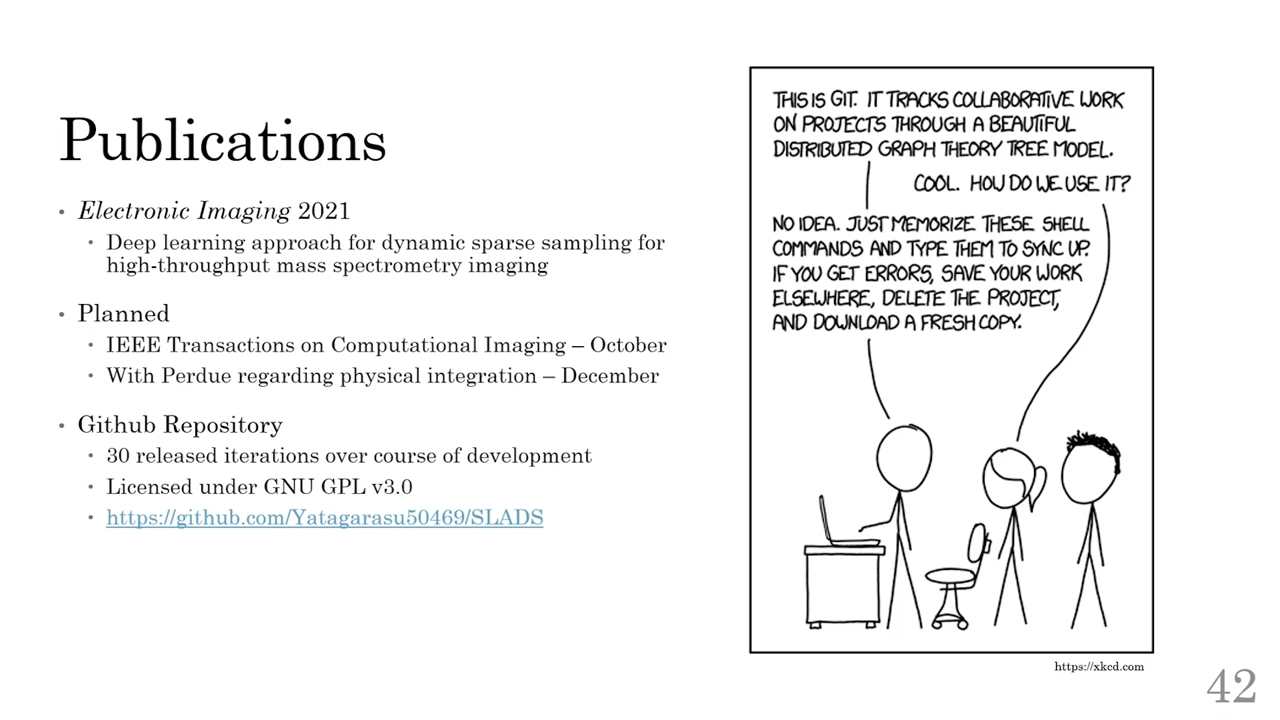 Publications
• Electronic Imaging 2021
• Deep learning approach for dynamic sparse sampling for
high-throughput mass spectrometry imaging
• Planned
• IEEE Transactions on Computational Imaging – October
• With Perdue regarding physical integration – December
• Github Repository
• 30 released iterations over course of development
• Licensed under GNU GPL v3.0
• https://github.com/Yatagarasu50469/SLADS
THIS IS GIT. IT TRACKS COLLABORATIVE WORK
ON PROJECTS THROUGH A BEAUTIFUL
DISTRIBUTED GRAPH THEORY TREE MODEL.
COOL. HOW DO WE USE IT?
NO IDEA. JUST MEMORIZE THESE SHELL
COMMANDS AND TYPE THEM TO SYNC UP.
IF YOU GET ERRORS, SAVE YOUR WORK
ELSEWHERE, DELETE THE PROJECT,
AND DOWNLOAD A FRESH COPY.
https://xkcd.com
42